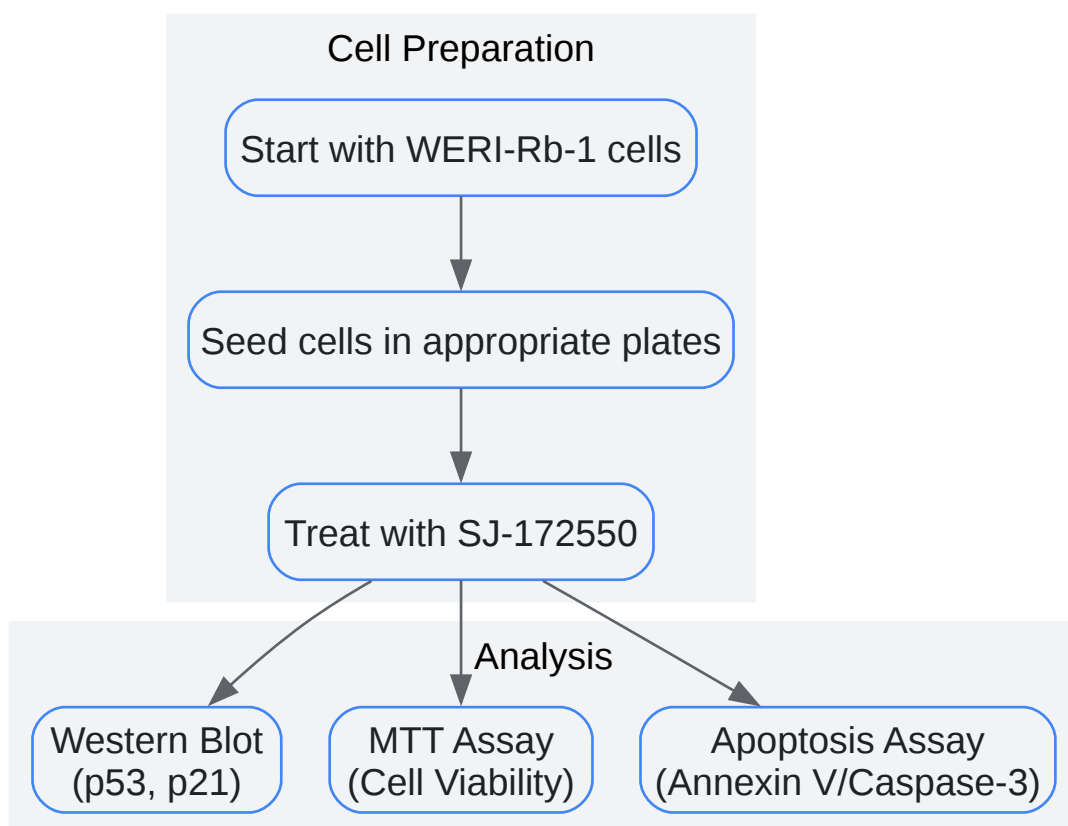 Cell Preparation
Start with WERI-Rb-1 cells
Seed cells in appropriate plates
Treat with SJ-172550
Analysis
Western Blot
(p53, p21)
MTT Assay
(Cell Viability)
Apoptosis Assay
(Annexin V/Caspase-3)